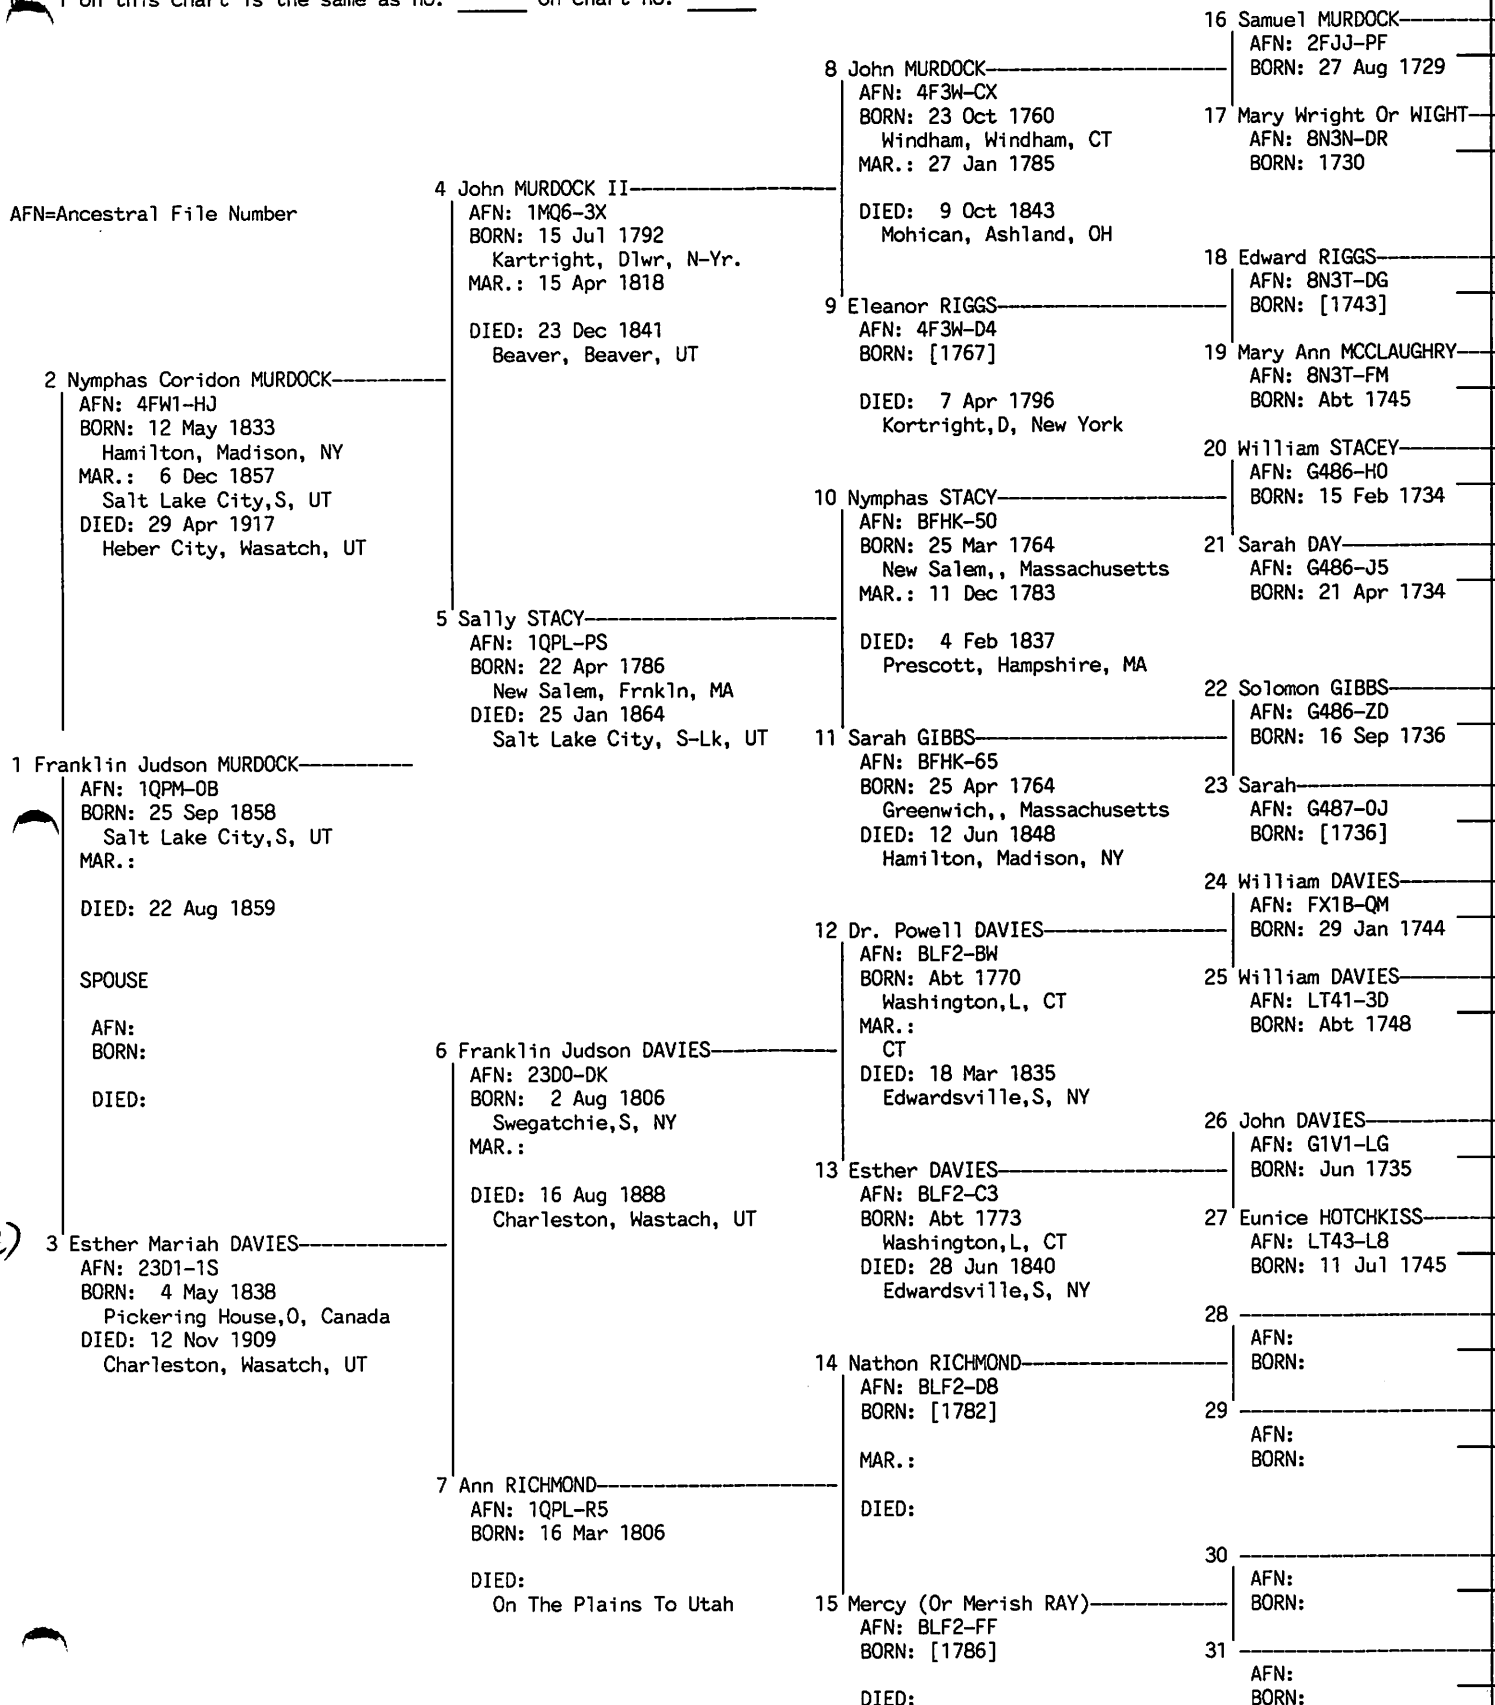 1 on this chart is the same as no. ______ on chart no. ______
AFN=Ancestral File Number
1 Franklin Judson MURDOCK
AFN: 1QPM-0B
BORN: 25 Sep 1858
Salt Lake City,S, UT
MAR.:
DIED: 22 Aug 1859
SPOUSE
AFN:
BORN:
DIED:
2 Nymphas Coridon MURDOCK
AFN: 4FW1-HJ
BORN: 12 May 1833
Hamilton, Madison, NY
MAR.: 6 Dec 1857
Salt Lake City,S, UT
DIED: 29 Apr 1917
Heber City, Wasatch, UT
3 Esther Mariah DAVIES
AFN: 23D1-1S
BORN: 4 May 1838
Pickering House,O, Canada
DIED: 12 Nov 1909
Charleston, Wasatch, UT
4 John MURDOCK II
AFN: 1MQ6-3X
BORN: 15 Jul 1792
Kartright, Dlwr, N-Yr.
MAR.: 15 Apr 1818
DIED: 23 Dec 1841
Beaver, Beaver, UT
5 Sally STACY
AFN: 1QPL-PS
BORN: 22 Apr 1786
New Salem, Frnkln, MA
DIED: 25 Jan 1864
Salt Lake City, S-Lk, UT
6 Franklin Judson DAVIES
AFN: 23D0-DK
BORN: 2 Aug 1806
Swegatchie,S, NY
MAR.:
DIED: 16 Aug 1888
Charleston, Wastach, UT
7 Ann RICHMOND
AFN: 1QPL-R5
BORN: 16 Mar 1806
DIED:
On The Plains To Utah
8 John MURDOCK
AFN: 4F3W-CX
BORN: 23 Oct 1760
Windham, Windham, CT
MAR.: 27 Jan 1785
DIED: 9 Oct 1843
Mohican, Ashland, OH
9 Eleanor RIGGS
AFN: 4F3W-D4
BORN: [1767]
DIED: 7 Apr 1796
Kortright,D, New York
10 Nymphas STACY
AFN: BFHK-50
BORN: 25 Mar 1764
New Salem,, Massachusetts
MAR.: 11 Dec 1783
DIED: 4 Feb 1837
Prescott, Hampshire, MA
11 Sarah GIBBS
AFN: BFHK-65
BORN: 25 Apr 1764
Greenwich,, Massachusetts
DIED: 12 Jun 1848
Hamilton, Madison, NY
12 Dr. Powell DAVIES
AFN: BLF2-BW
BORN: Abt 1770
Washington,L, CT
MAR.:
CT
DIED: 18 Mar 1835
Edwardsville,S, NY
13 Esther DAVIES
AFN: BLF2-C3
BORN: Abt 1773
Washington,L, CT
DIED: 28 Jun 1840
Edwardsville,S, NY
14 Nathon RICHMOND
AFN: BLF2-D8
BORN: [1782]
MAR.:
DIED:
15 Mercy (Or Merish RAY)
AFN: BLF2-FF
BORN: [1786]
DIED:
16 Samuel MURDOCK
AFN: 2FJJ-PF
BORN: 27 Aug 1729
17 Mary Wright Or WIGHT
AFN: 8N3N-DR
BORN: 1730
18 Edward RIGGS
AFN: 8N3T-DG
BORN: [1743]
19 Mary Ann MCCLAUGHRY
AFN: 8N3T-FM
BORN: Abt 1745
20 William STACEY
AFN: G486-H0
BORN: 15 Feb 1734
21 Sarah DAY
AFN: G486-J5
BORN: 21 Apr 1734
22 Solomon GIBBS
AFN: G486-ZD
BORN: 16 Sep 1736
23 Sarah
AFN: G487-0J
BORN: [1736]
24 William DAVIES
AFN: FX1B-QM
BORN: 29 Jan 1744
25 William DAVIES
AFN: LT41-3D
BORN: Abt 1748
26 John DAVIES
AFN: G1V1-LG
BORN: Jun 1735
27 Eunice HOTCHKISS
AFN: LT43-L8
BORN: 11 Jul 1745
28
AFN:
BORN:
29
AFN:
BORN:
30
AFN:
BORN:
31
AFN:
BORN: